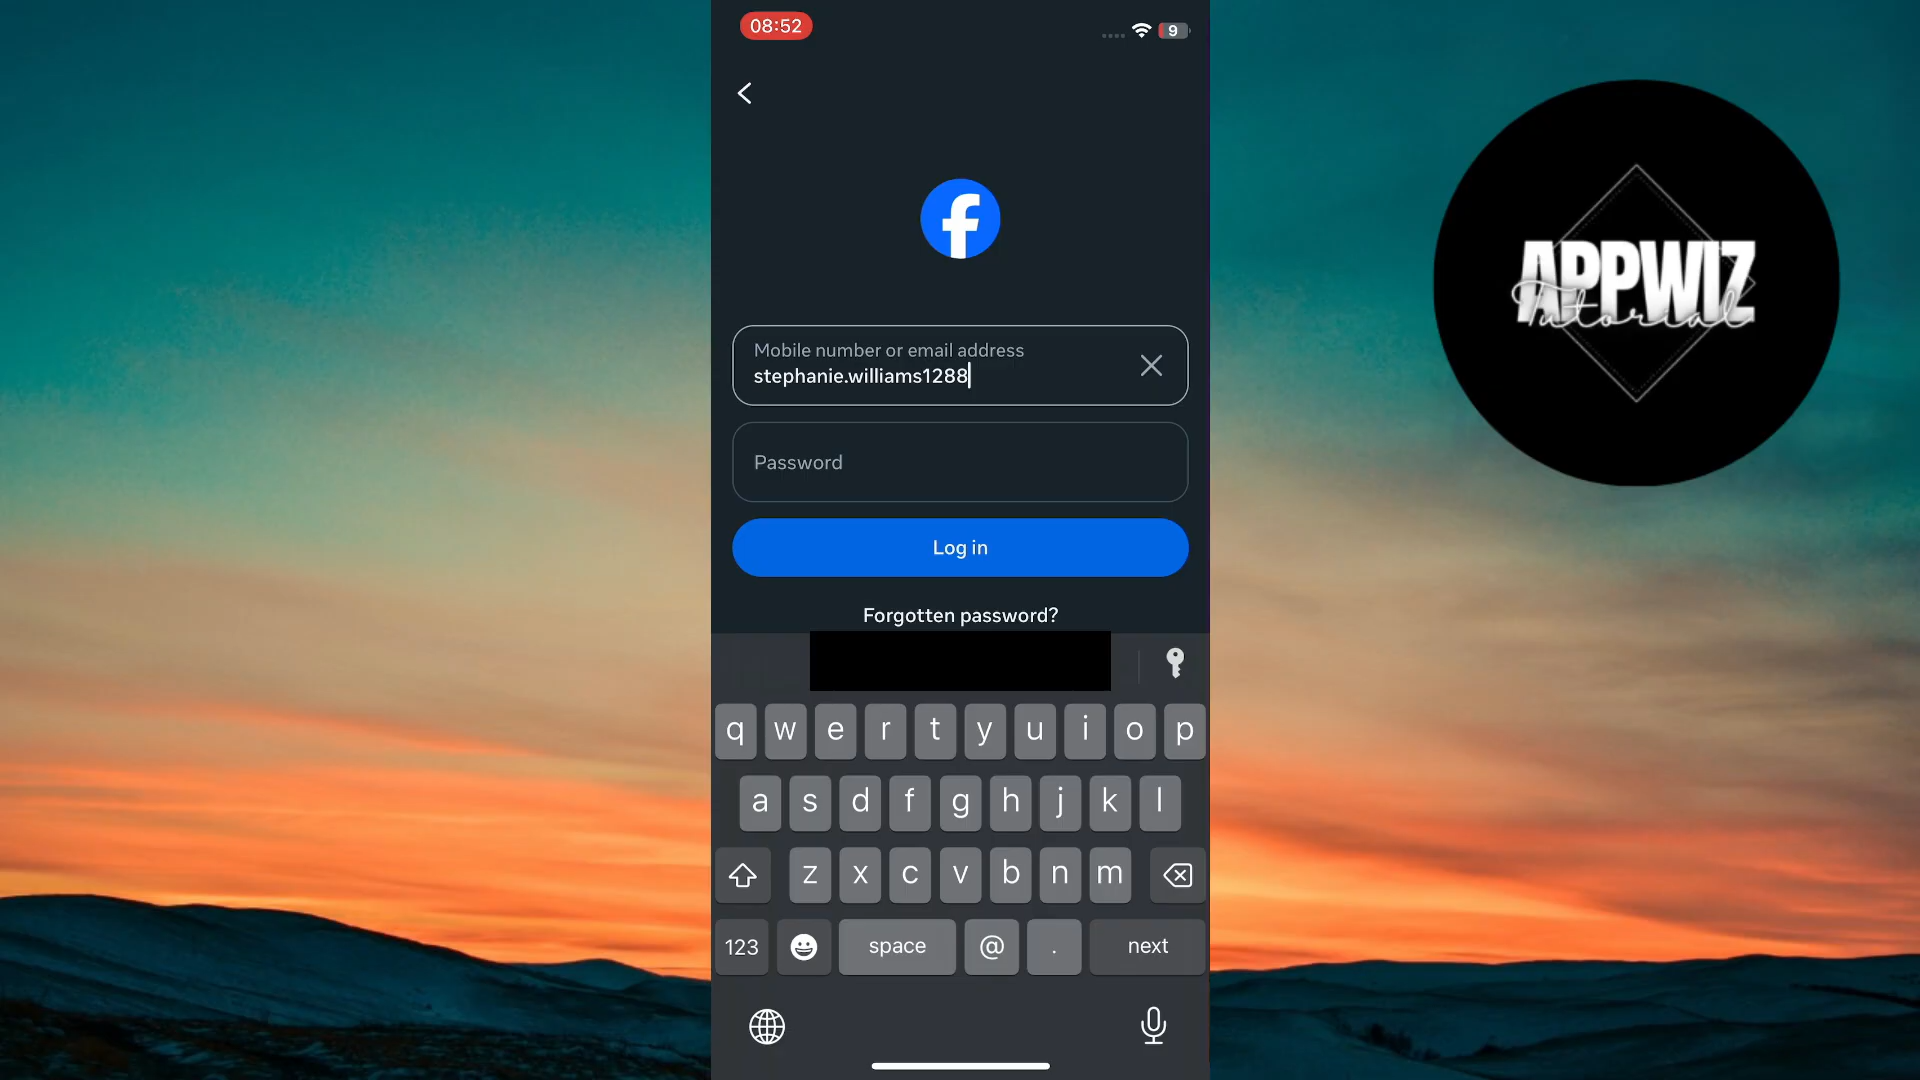 08:52
9
APPWIZ
Tutorial
Mobile number or email address
stephanie.williams1288
Password
Log in
Forgotten password?
q w e r t y u i o p
a s d f g h j k l
z x c v b n m
123 space @ . next